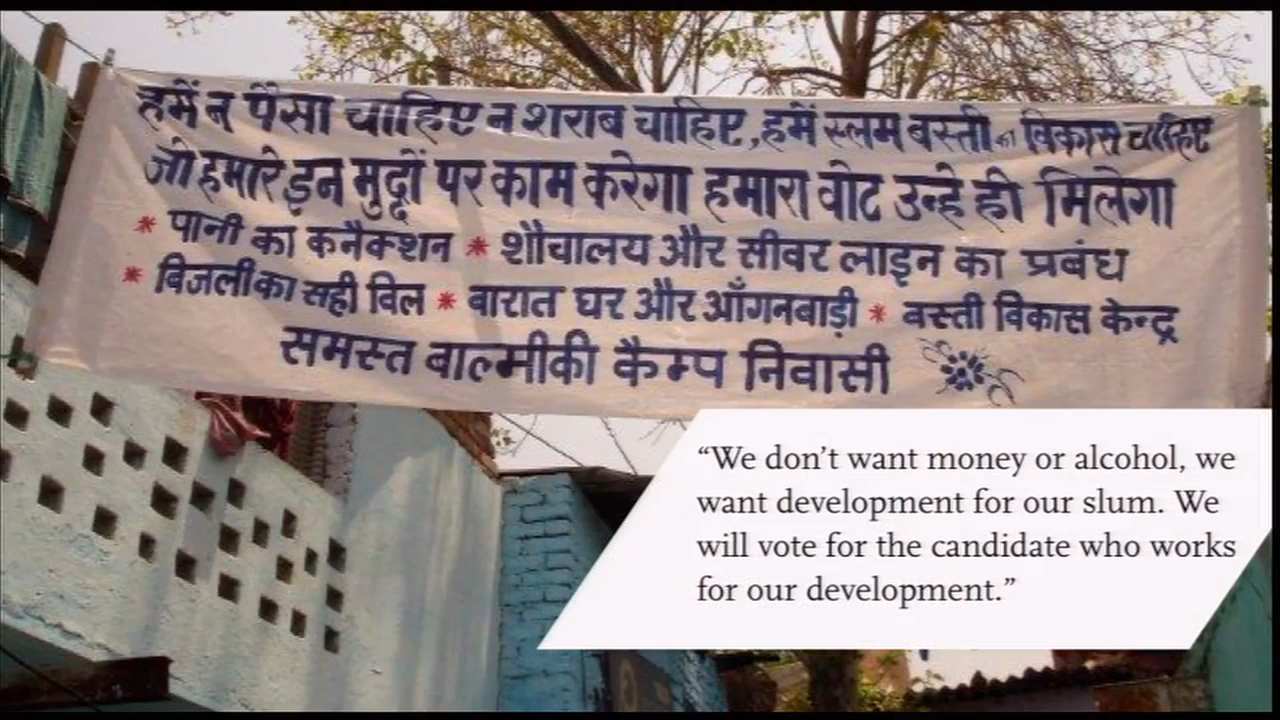 हमें न पैसा चाहिए न शराब चाहिए, हमें स्लम बस्ती का विकास चाहिए
जो हमारे इन मुद्दों पर काम करेगा हमारा वोट उन्हे ही मिलेगा
* पानी का कनैक्शन * शौचालय और सीवर लाइन का प्रबंध
* बिजली का सही विल * वारात घर और आँगनबाड़ी * वस्ती विकास केन्द्र
समस्त बाल्मीकी कैम्प निवासी
“We don’t want money or alcohol, we
want development for our slum. We
will vote for the candidate who works
for our development.”